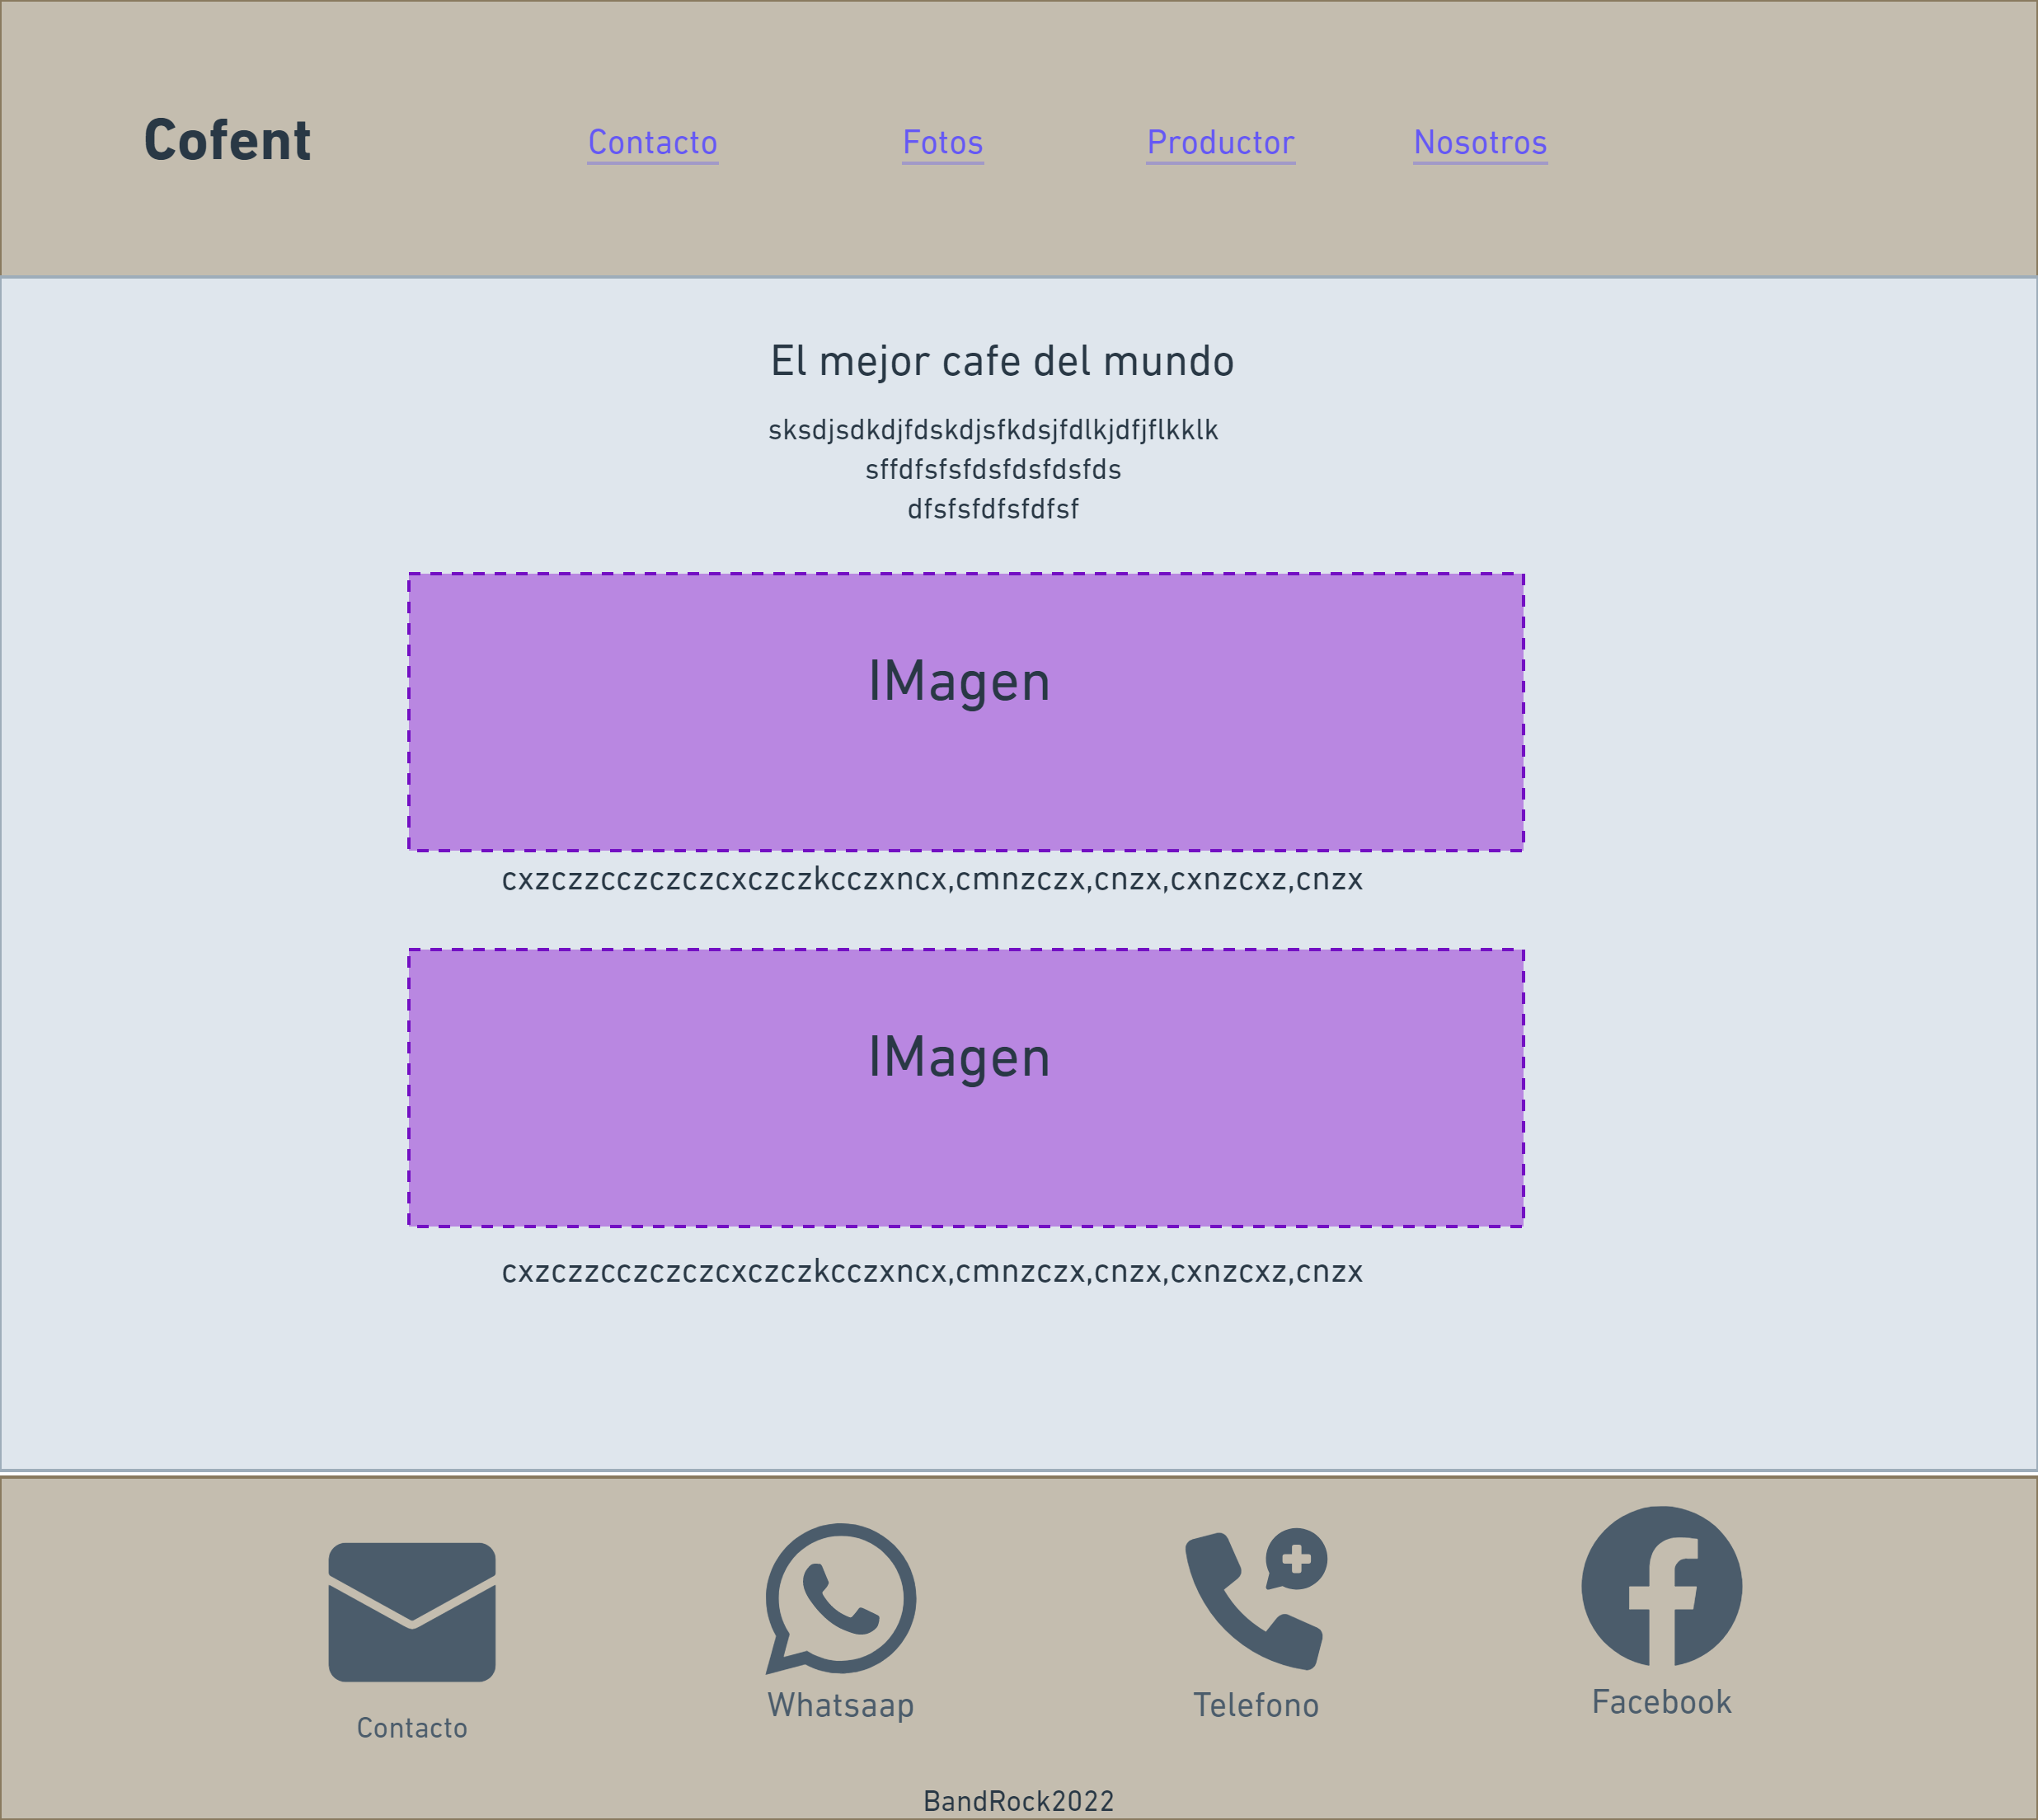 Cofent
Contacto
Fotos
Productor
Nosotros
El mejor cafe del mundo
sksdjsdkdjfdskdjsfkdsjfdlkjdfjflkklk
sffdfsfsfdsfdsfdsfds
dfsfsfdfsfdfsf
IMagen
cxzczzcczczczcxczczkcczxncx,cmnzczx,cnzx,cxnzcxz,cnzx
IMagen
cxzczzcczczczcxczczkcczxncx,cmnzczx,cnzx,cxnzcxz,cnzx
Contacto
Whatsaap
Telefono
Facebook
BandRock2022